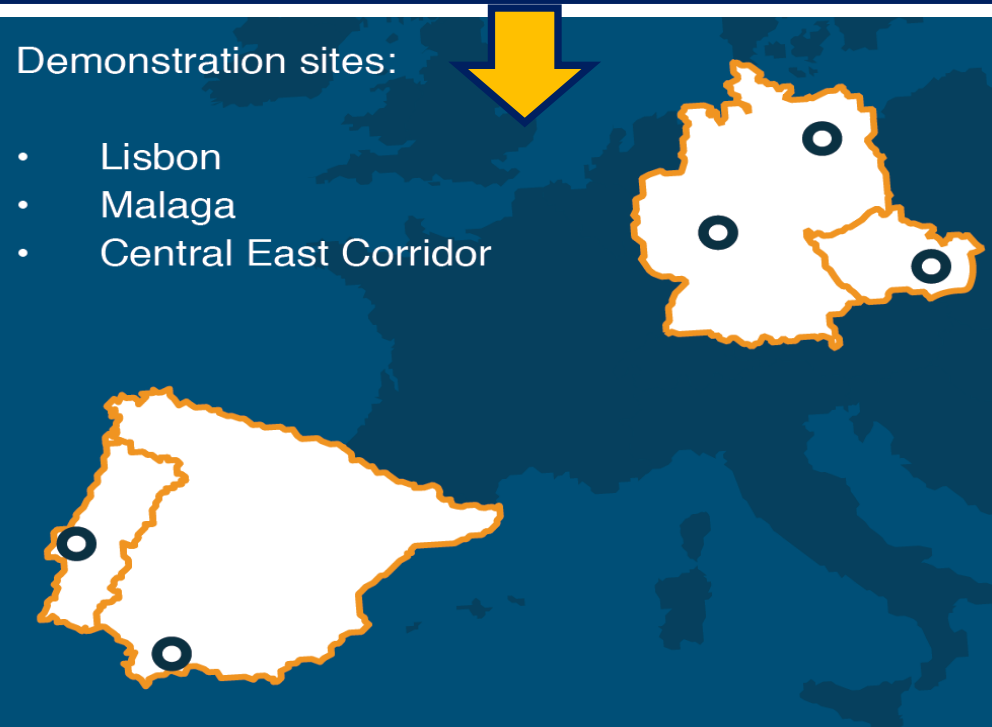 Demonstration sites:
• Lisbon
• Malaga
• Central East Corridor